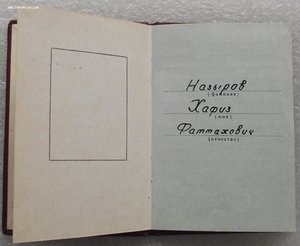 Назыров
(фамилия)
Хафиз
(имя)
Фаттахович
(отчество)